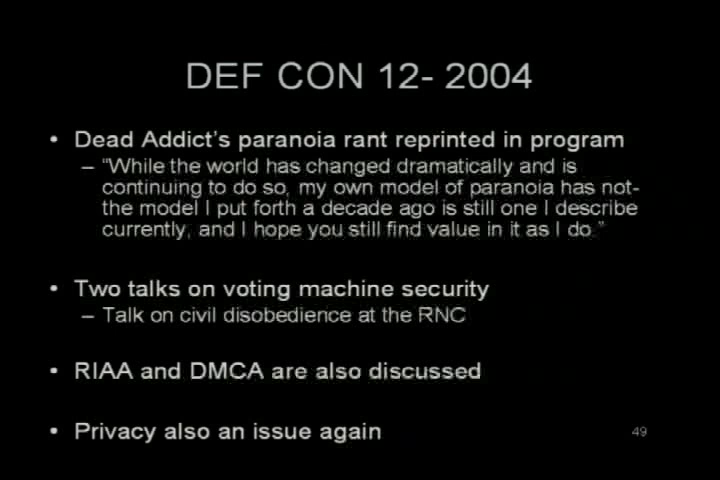 DEF CON 12- 2004
• Dead Addict's paranoia rant reprinted in program
– “While the world has changed dramatically and is
continuing to do so, my own model of paranoia has not-
the model I put forth a decade ago is still one I describe
currently, and I hope you still find value in it as I do.”
• Two talks on voting machine security
– Talk on civil disobedience at the RNC
• RIAA and DMCA are also discussed
• Privacy also an issue again
49